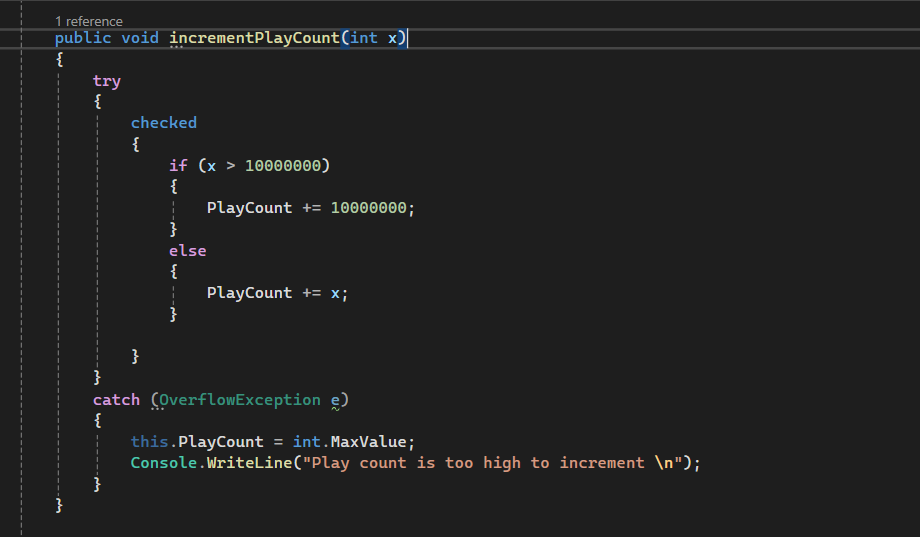 1 reference
public void incrementPlayCount(int x)
{
try
{
checked
{
if (x > 10000000)
{
PlayCount += 10000000;
}
else
{
PlayCount += x;
}
}
}
catch (OverflowException e)
{
this.PlayCount = int.MaxValue;
Console.WriteLine("Play count is too high to increment \n");
}
}